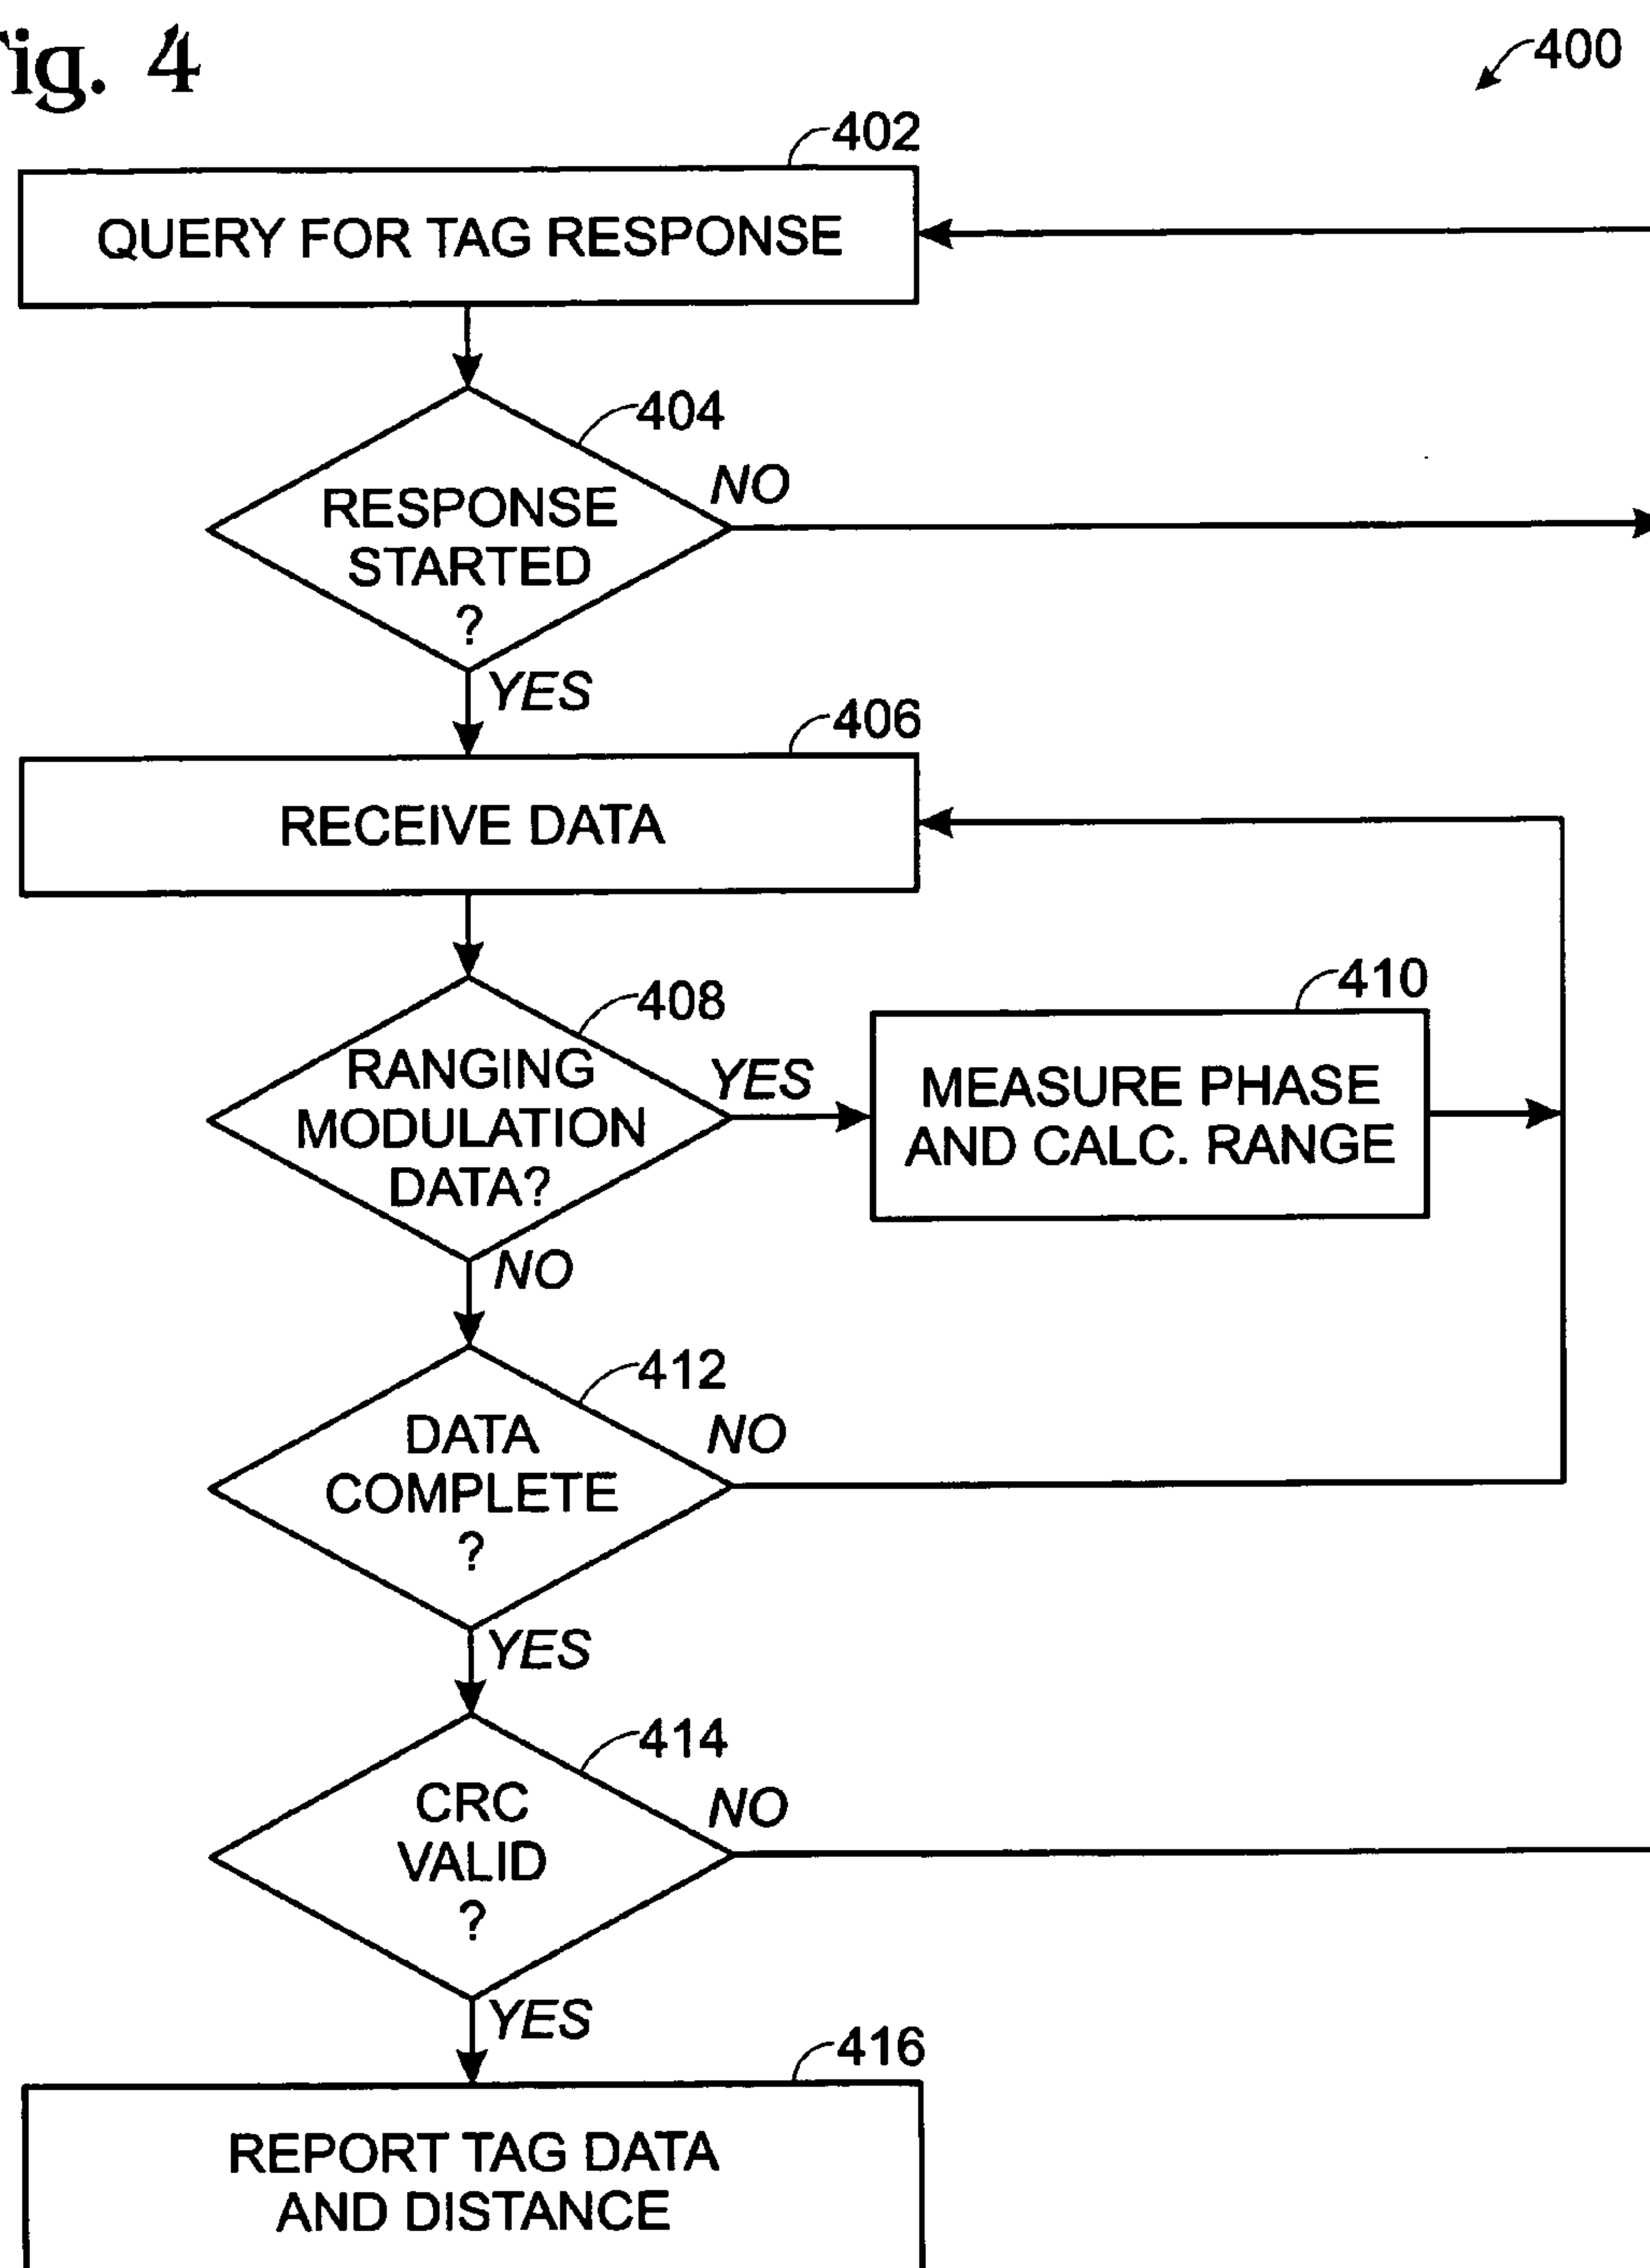 Fig. 4
400
402
QUERY FOR TAG RESPONSE
404
RESPONSE
STARTED
?
NO
YES
406
RECEIVE DATA
408
RANGING
MODULATION
DATA?
YES
NO
410
MEASURE PHASE
AND CALC. RANGE
412
DATA
COMPLETE
?
NO
YES
414
CRC
VALID
?
NO
YES
416
REPORT TAG DATA
AND DISTANCE